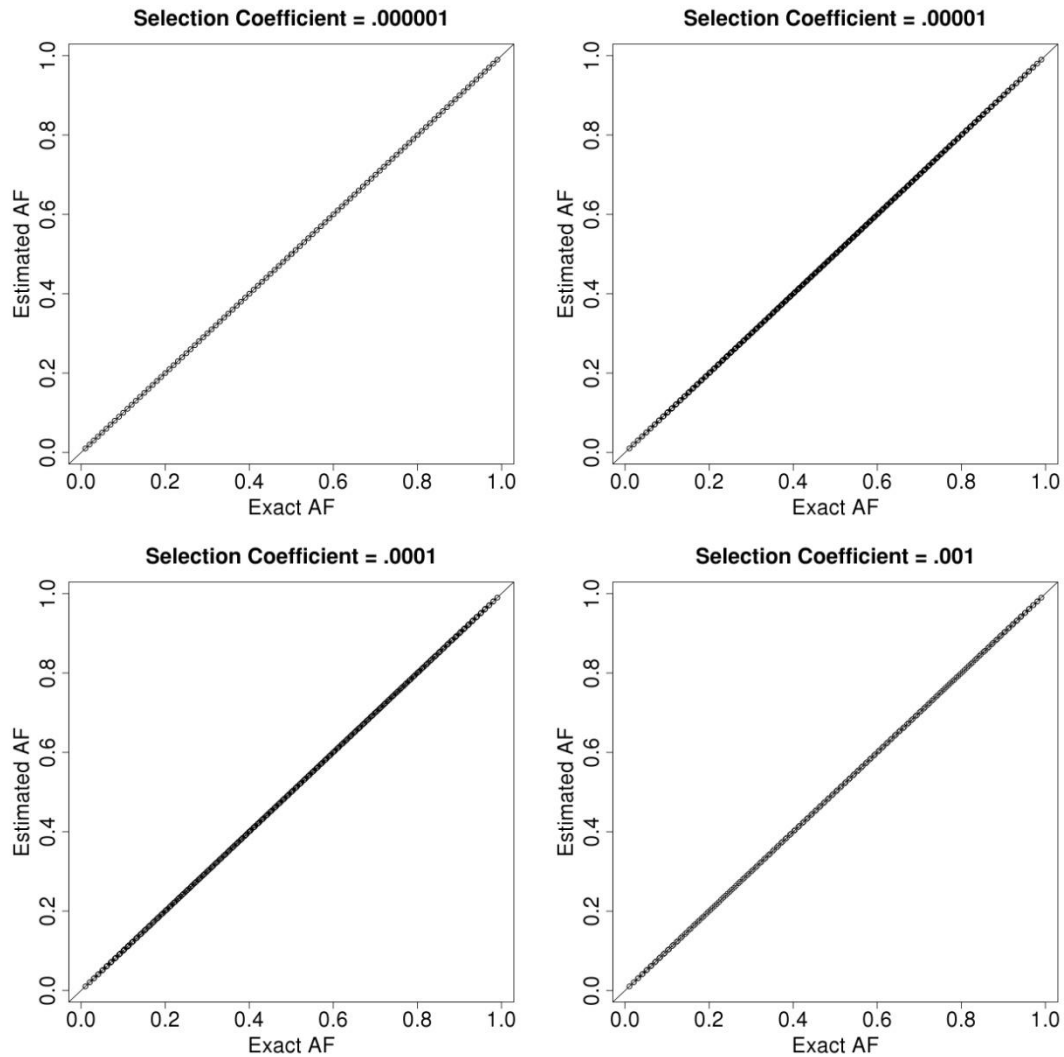 Selection Coefficient = .000001
Estimated AF
0.0 0.2 0.4 0.6 0.8 1.0
0.0 0.2 0.4 0.6 0.8 1.0
Exact AF
Selection Coefficient = .00001
Estimated AF
0.0 0.2 0.4 0.6 0.8 1.0
0.0 0.2 0.4 0.6 0.8 1.0
Exact AF
Selection Coefficient = .0001
Estimated AF
0.0 0.2 0.4 0.6 0.8 1.0
0.0 0.2 0.4 0.6 0.8 1.0
Exact AF
Selection Coefficient = .001
Estimated AF
0.0 0.2 0.4 0.6 0.8 1.0
0.0 0.2 0.4 0.6 0.8 1.0
Exact AF